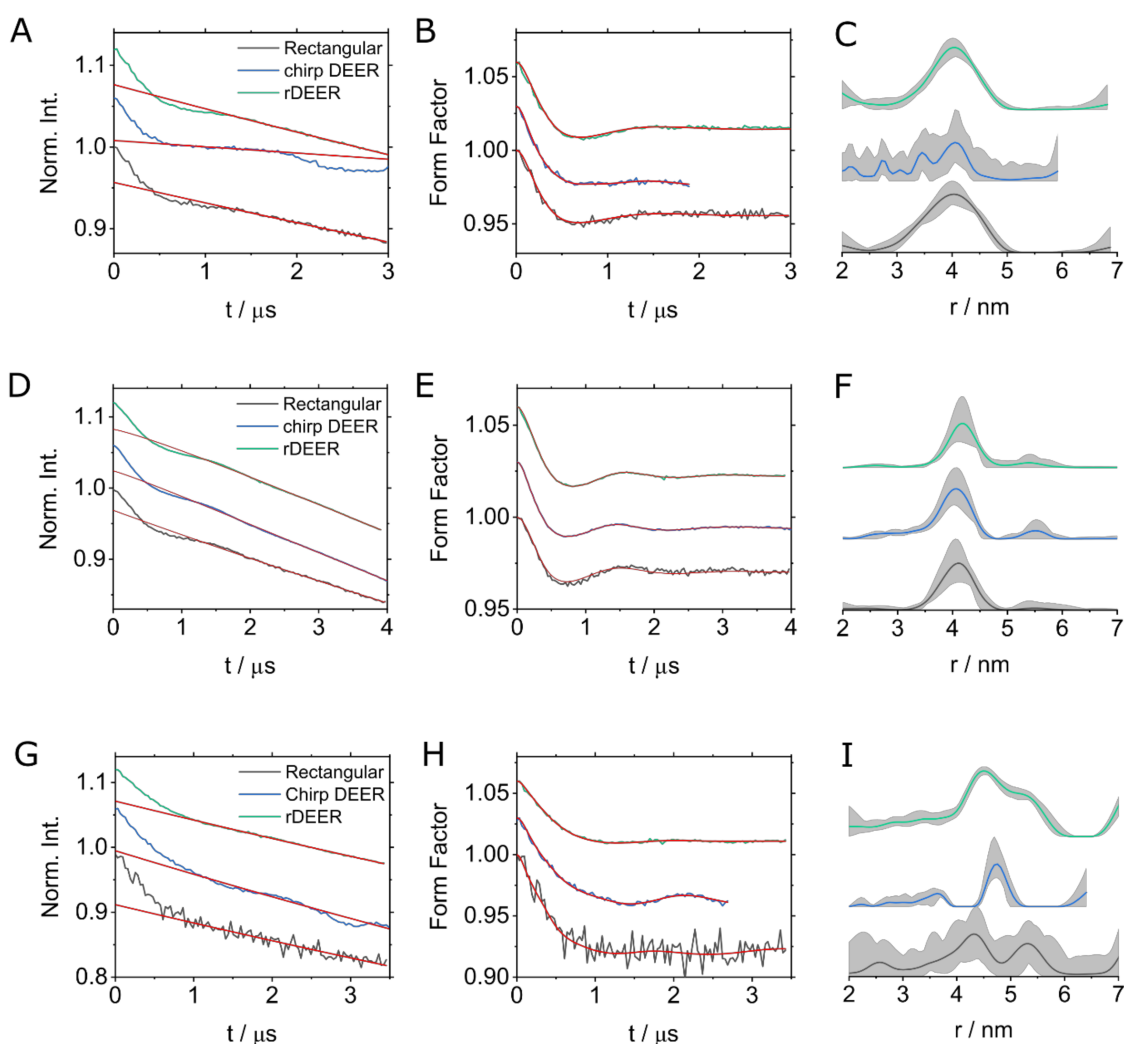 A
Norm. Int.
1.1
1.0
0.9
Rectangular
chirp DEER
rDEER
0 1 2 3
t / μs
B
Form Factor
1.05
1.00
0.95
0 1 2 3
t / μs
C
2 3 4 5 6 7
r / nm
D
Norm. Int.
1.1
1.0
0.9
Rectangular
chirp DEER
rDEER
0 1 2 3 4
t / μs
E
Form Factor
1.05
1.00
0.95
0 1 2 3 4
t / μs
F
2 3 4 5 6 7
r / nm
G
Norm. Int.
1.1
1.0
0.9
0.8
Rectangular
Chirp DEER
rDEER
0 1 2 3
t / μs
H
Form Factor
1.05
1.00
0.95
0.90
0 1 2 3
t / μs
I
2 3 4 5 6 7
r / nm